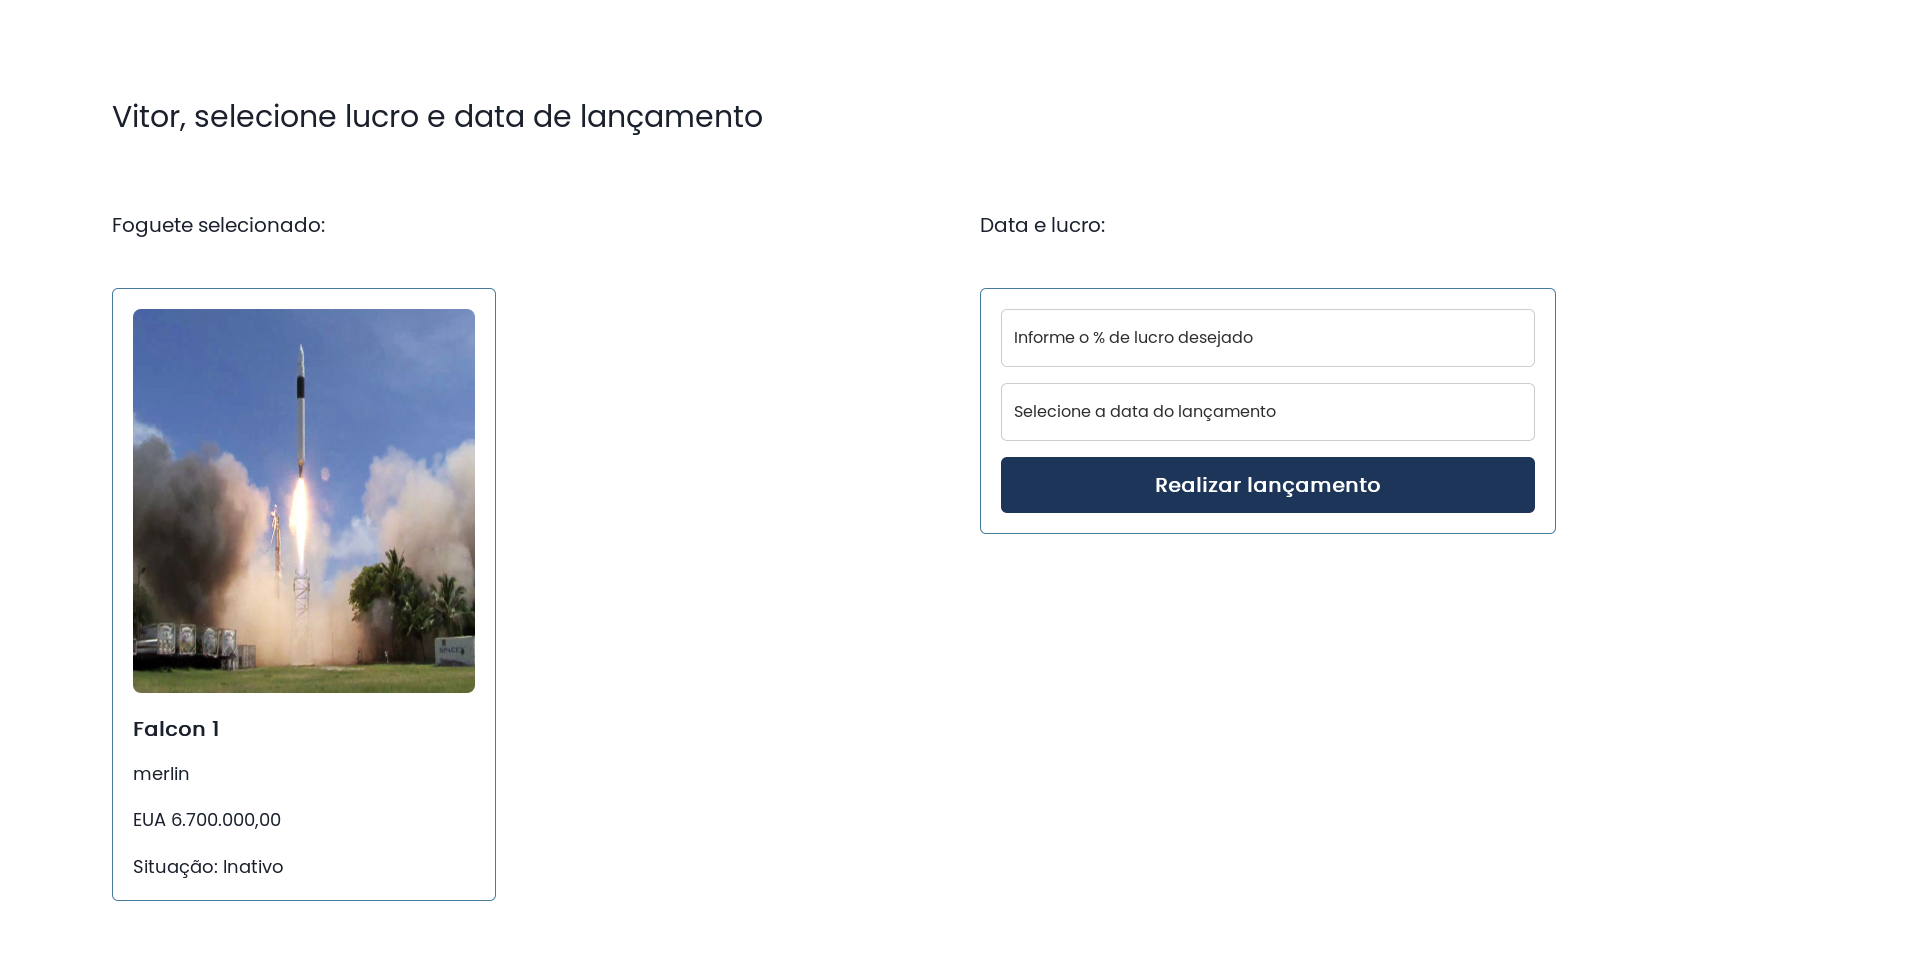 Vitor, selecione lucro e data de lançamento
Foguete selecionado:
Falcon 1
merlin
EUA 6.700.000,00
Situação: Inativo
Data e lucro:
Informe o % de lucro desejado
Selecione a data do lançamento
Realizar lançamento